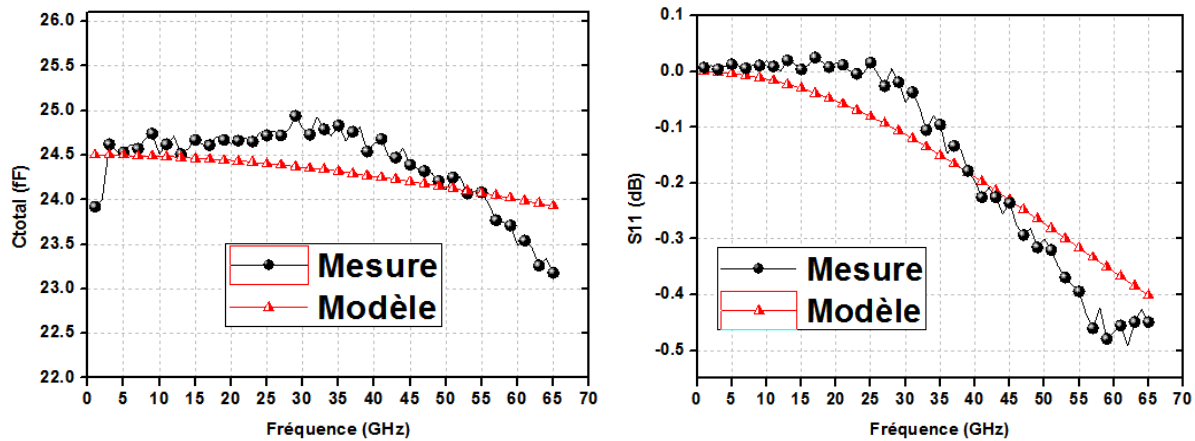 26.0
25.5
25.0
24.5
24.0
23.5
23.0
22.5
22.0
0 5 10 15 20 25 30 35 40 45 50 55 60 65 70
Ctotal (fF)
Fréquence (GHz)
Mesure
Modèle
0.1
0.0
-0.1
-0.2
-0.3
-0.4
-0.5
0 5 10 15 20 25 30 35 40 45 50 55 60 65 70
S11 (dB)
Fréquence (GHz)
Mesure
Modèle